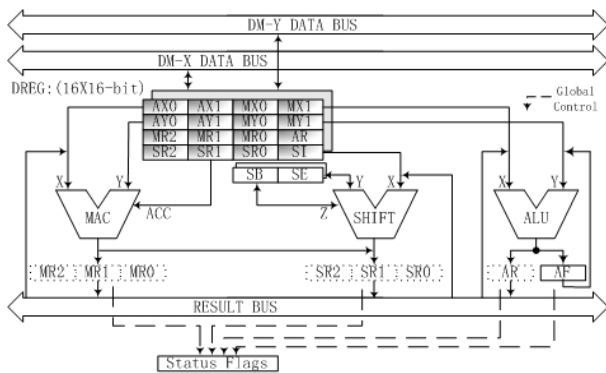 DM-Y DATA BUS
DM-X DATA BUS
DREG:(16X16-bit)
Global
Control
AX0 AX1 MX0 MX1
AY0 AY1 MY0 MY1
MR2 MR1 MR0 AR
SR2 SR1 SR0 SI
SB SE
X Y Y X X Y
ACC Z
MAC SHIFT ALU
MR2 MR1 MR0 SR2 SR1 SR0 AR AF
RESULT BUS
Status Flags